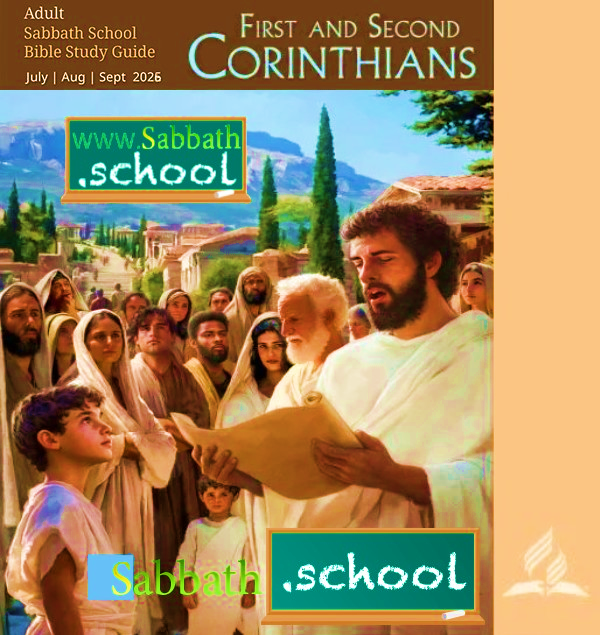 Adult
Sabbath School
Bible Study Guide
July | Aug | Sept 2026
First and Second
Corinthians
www.Sabbath
.school
Sabbath .school